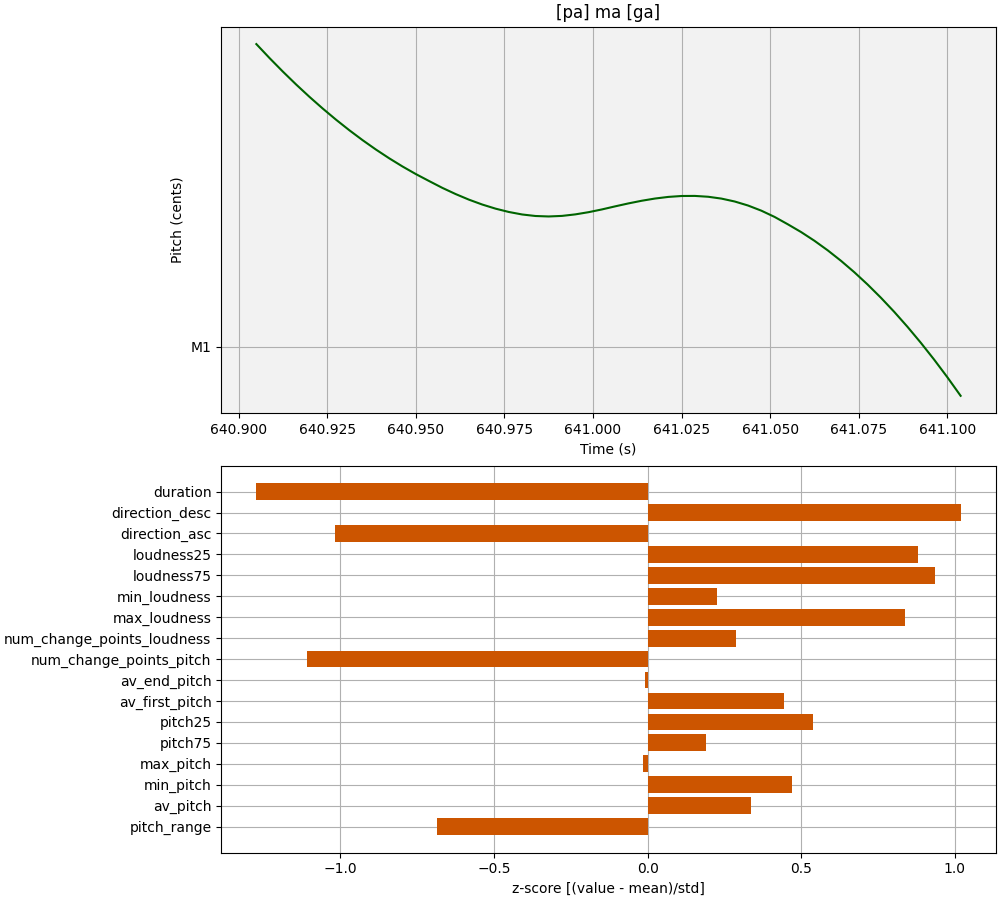 [pa] ma [ga]
Pitch (cents)
M1
640.900 640.925 640.950 640.975 641.000 641.025 641.050 641.075 641.100
Time (s)
duration
direction_desc
direction_asc
loudness25
loudness75
min_loudness
max_loudness
num_change_points_loudness
num_change_points_pitch
av_end_pitch
av_first_pitch
pitch25
pitch75
max_pitch
min_pitch
av_pitch
pitch_range
−1.0 −0.5 0.0 0.5 1.0
z-score [(value - mean)/std]